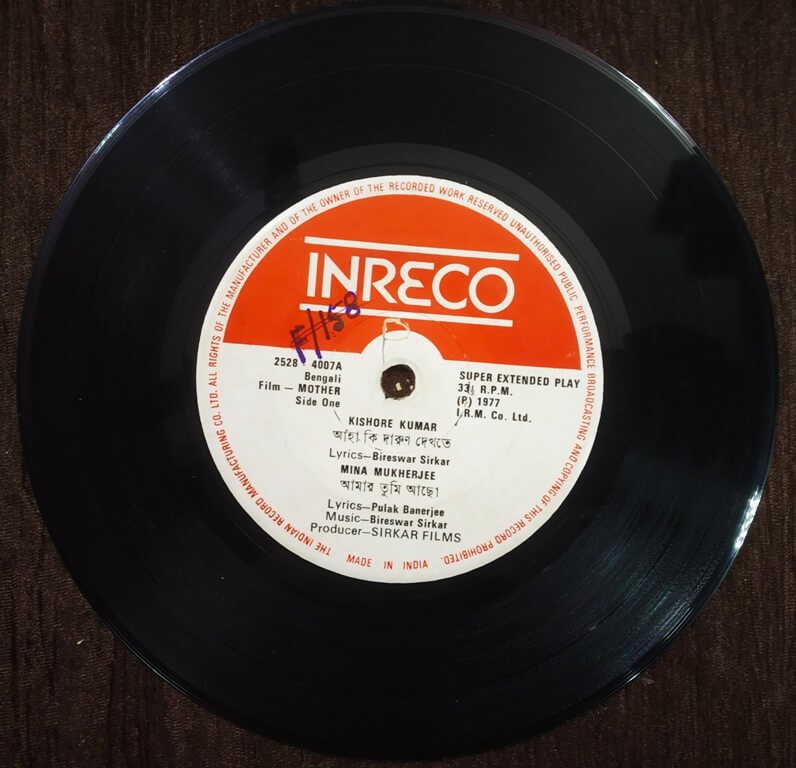 ALL RIGHTS OF THE MANUFACTURER AND OF THE OWNER OF THE RECORDED WORK RESERVED UNAUTHORISED PUBLIC PERFORMANCE BROADCASTING AND COPYING OF THIS RECORD PROHIBITED.
INRECO
F/158
2528 4007A
Bengali
Film — MOTHER
Side One
SUPER EXTENDED PLAY
33⅓ R.P.M.
(P) 1977
I.R.M. Co. Ltd.
KISHORE KUMAR
আহা কি দারুণ দেখতে
Lyrics—Bireswar Sirkar
MINA MUKHERJEE
আমার তুমি আছো
Lyrics—Pulak Banerjee
Music—Bireswar Sirkar
Producer—SIRKAR FILMS
THE INDIAN RECORD MANUFACTURING CO. LTD.
MADE IN INDIA